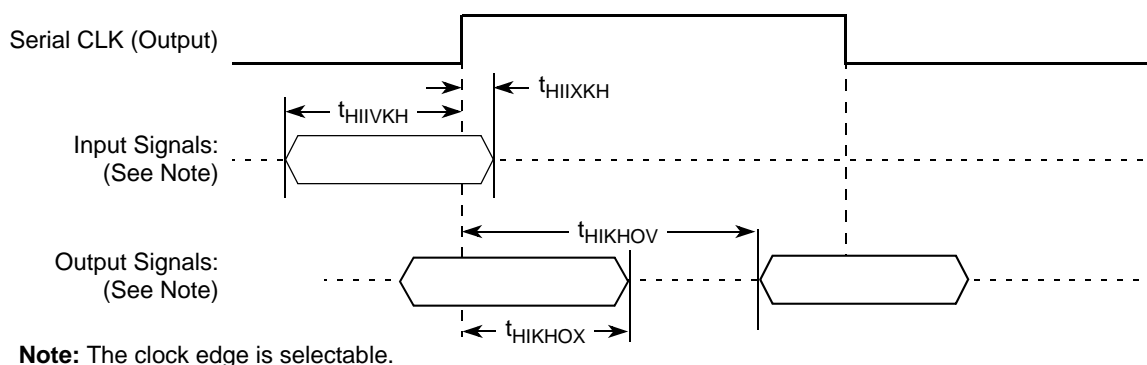 Serial CLK (Output)
tHIIXKH
tHIIVKH
Input Signals:
(See Note)
tHIKHOV
Output Signals:
(See Note)
tHIKHOX
Note: The clock edge is selectable.